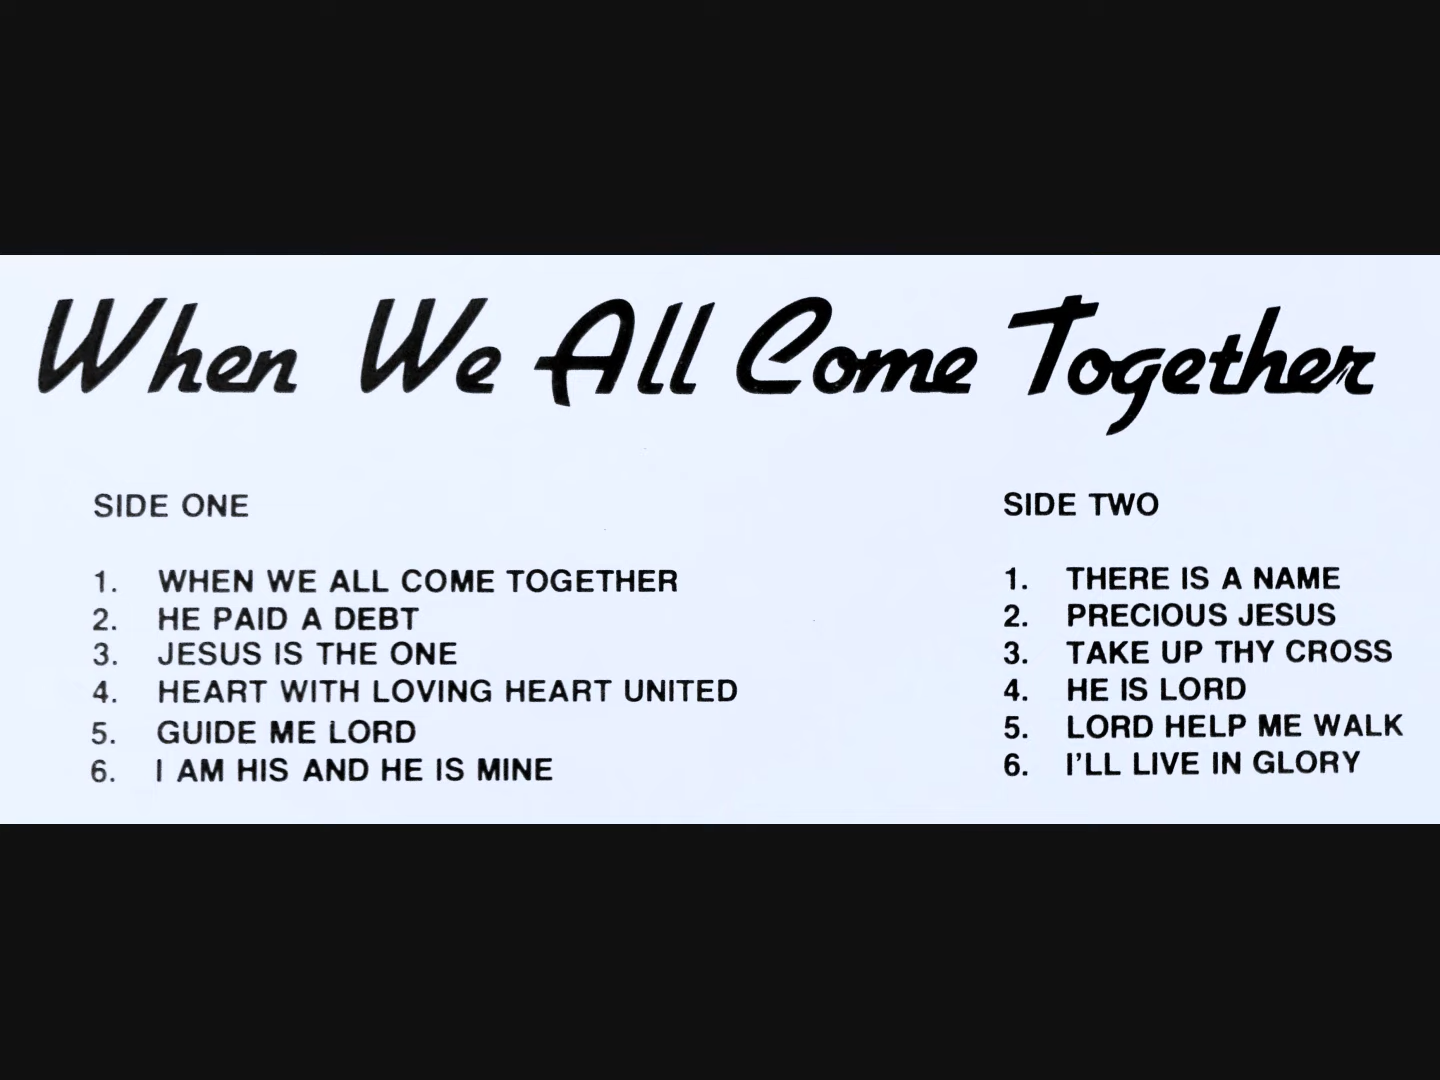 When We All Come Together
SIDE ONE
1. WHEN WE ALL COME TOGETHER
2. HE PAID A DEBT
3. JESUS IS THE ONE
4. HEART WITH LOVING HEART UNITED
5. GUIDE ME LORD
6. I AM HIS AND HE IS MINE
SIDE TWO
1. THERE IS A NAME
2. PRECIOUS JESUS
3. TAKE UP THY CROSS
4. HE IS LORD
5. LORD HELP ME WALK
6. I'LL LIVE IN GLORY